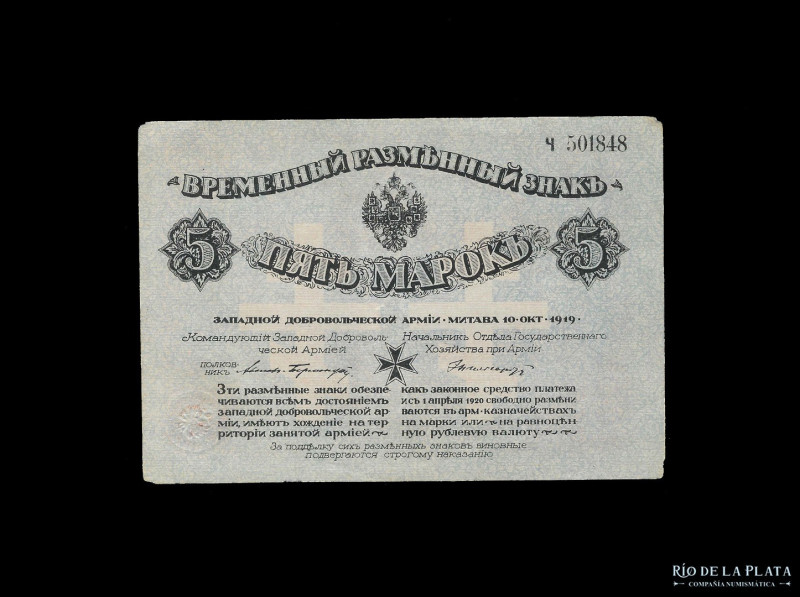 Ч 501848
ВРЕМЕННЫЙ РАЗМѢННЫЙ ЗНАКЪ
5 ПЯТЬ МАРОКЪ 5
ЗАПАДНОЙ ДОБРОВОЛЬЧЕСКОЙ АРМІИ · МИТАВА 10 · ОКТ · 1919 ·
Командующій Западной Доброволь-
ческой Арміей
ПОЛКОВ-
НИКЪ
Начальник Отдѣла Государственнаго
Хозяйства при Арміи
Эти размѣнные знаки обезпе-
чиваются всѣмъ достояніем
западной добровольческой ар-
міи, имѣютъ хожденіе на тер-
риторіи занятой арміей
какъ законное средство платежа
и съ 1 апрѣля 1920 свободно размѣни
ваются в арм·казначействахъ
на марки или на равноцѣн-
ную рублевую валюту
За поддѣлку сихъ размѣнныхъ знаковъ виновные
подвергаются строгому наказанію
RÍO DE LA PLATA
COMPAÑÍA NUMISMÁTICA